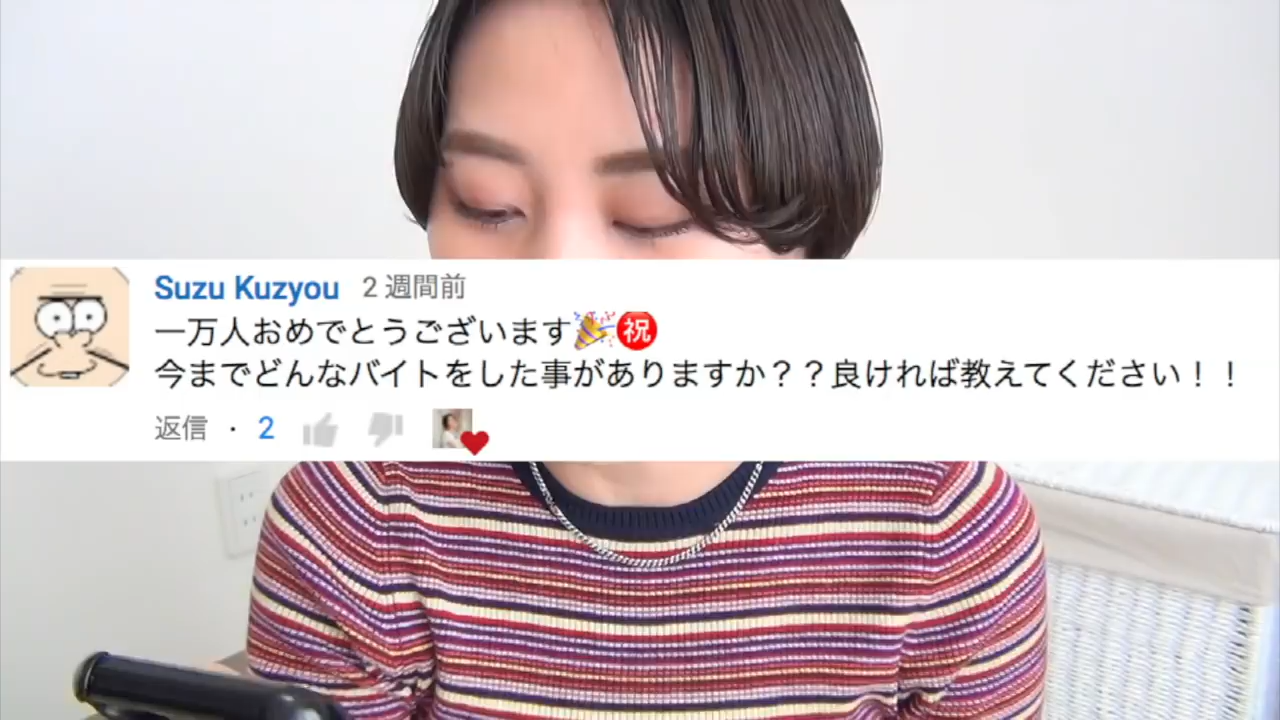 Suzu Kuzyou 2 週間前
一万人おめでとうございます🎉㊗️
今までどんなバイトをした事がありますか？？良ければ教えてください！！
返信 · 2